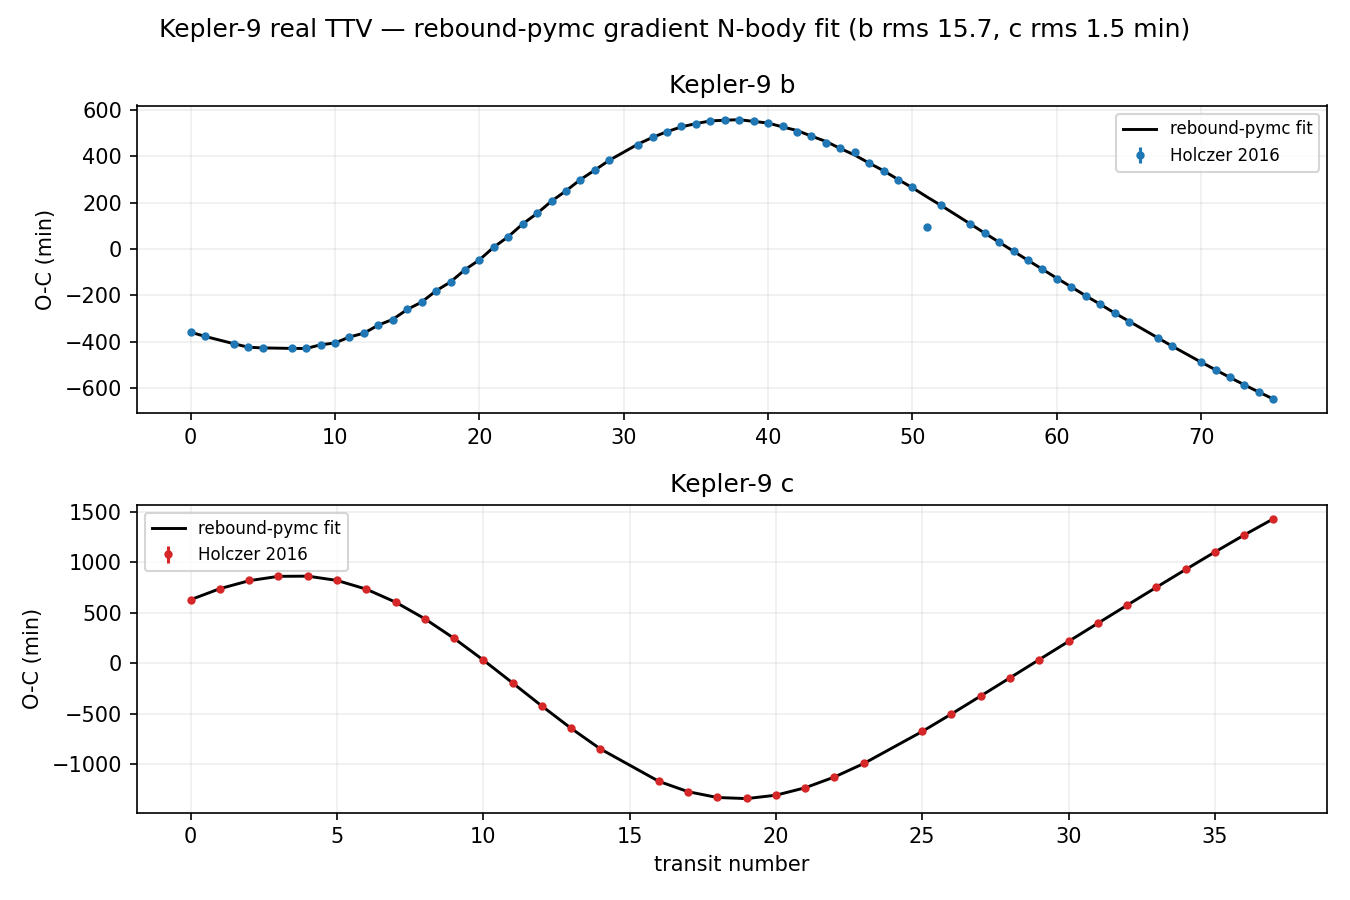 Kepler-9 real TTV — rebound-pymc gradient N-body fit (b rms 15.7, c rms 1.5 min)
Kepler-9 b
600
400
200
0
−200
−400
−600
O-C (min)
rebound-pymc fit
Holczer 2016
0 10 20 30 40 50 60 70
Kepler-9 c
1500
1000
500
0
−500
−1000
O-C (min)
rebound-pymc fit
Holczer 2016
0 5 10 15 20 25 30 35
transit number